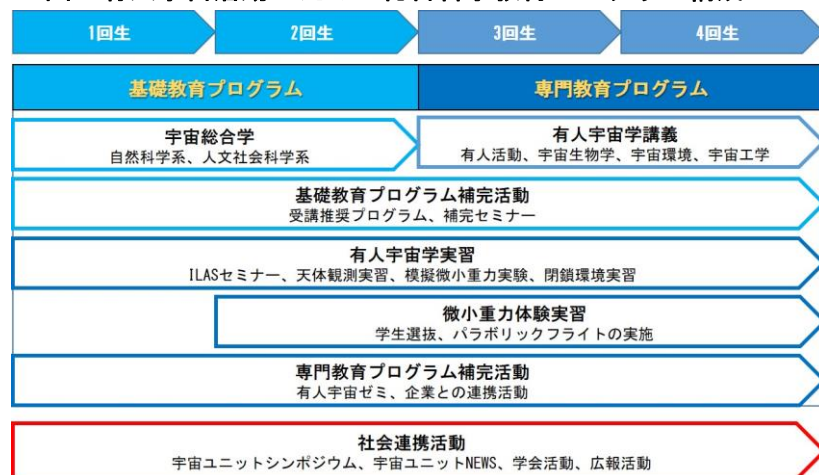 1回生
2回生
3回生
4回生
基礎教育プログラム
専門教育プログラム
宇宙総合学
自然科学系、人文社会科学系
有人宇宙学講義
有人活動、宇宙生物学、宇宙環境、宇宙工学
基礎教育プログラム補完活動
受講推奨プログラム、補完セミナー
有人宇宙学実習
ILASセミナー、天体観測実習、模擬微小重力実験、閉鎖環境実習
微小重力体験実習
学生選抜、パラボリックフライトの実施
専門教育プログラム補完活動
有人宇宙ゼミ、企業との連携活動
社会連携活動
宇宙ユニットシンポジウム、宇宙ユニットNEWS、学会活動、広報活動